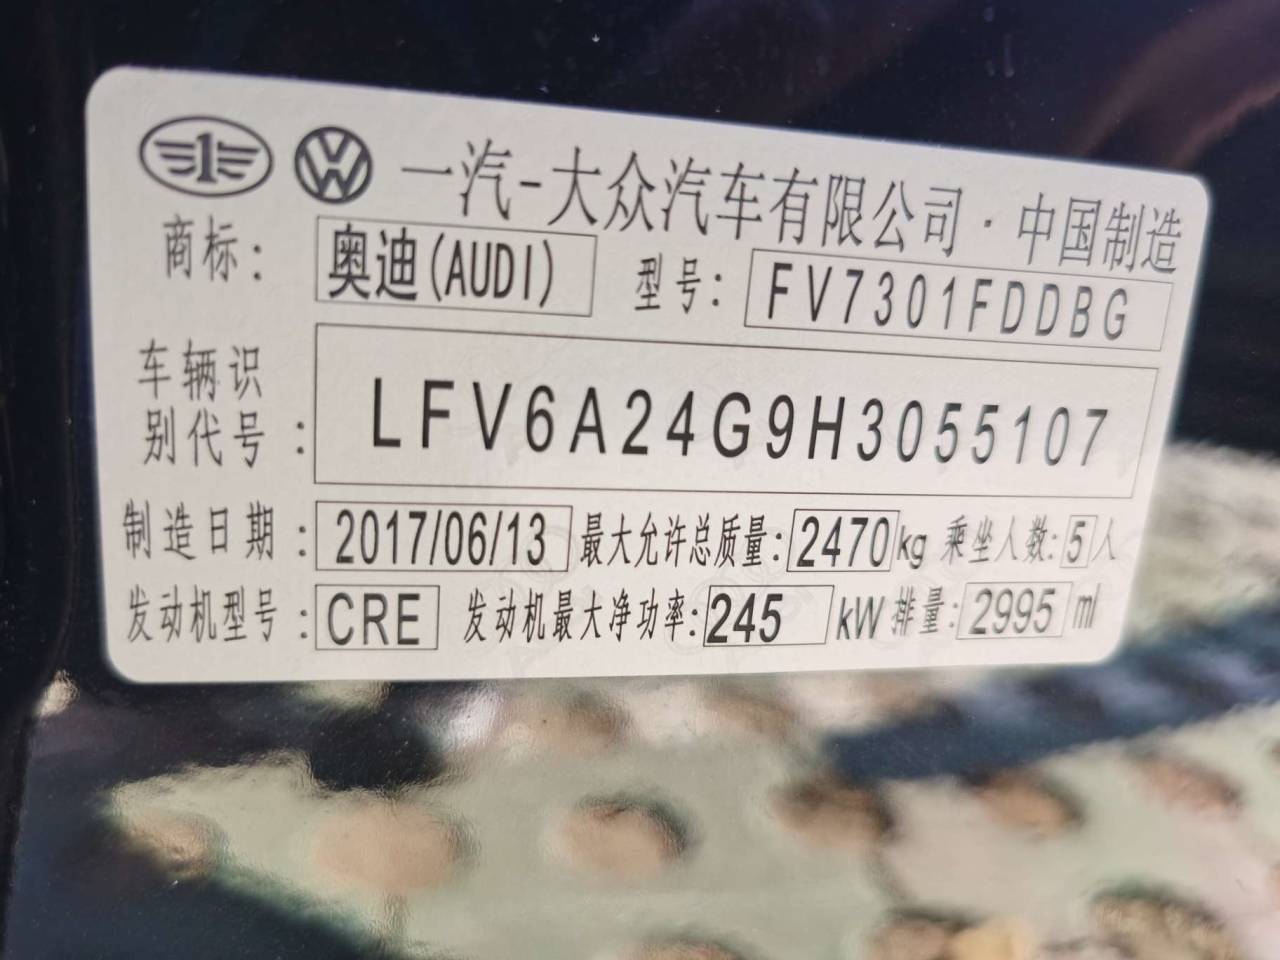 一汽-大众汽车有限公司·中国制造
商标: 奥迪(AUDI) 型号: FV7301FDDBG
车辆识别代号: LFV6A24G9H3055107
制造日期: 2017/06/13 最大允许总质量: 2470kg 乘坐人数: 5人
发动机型号: CRE 发动机最大净功率: 245 kW 排量: 2995 ml